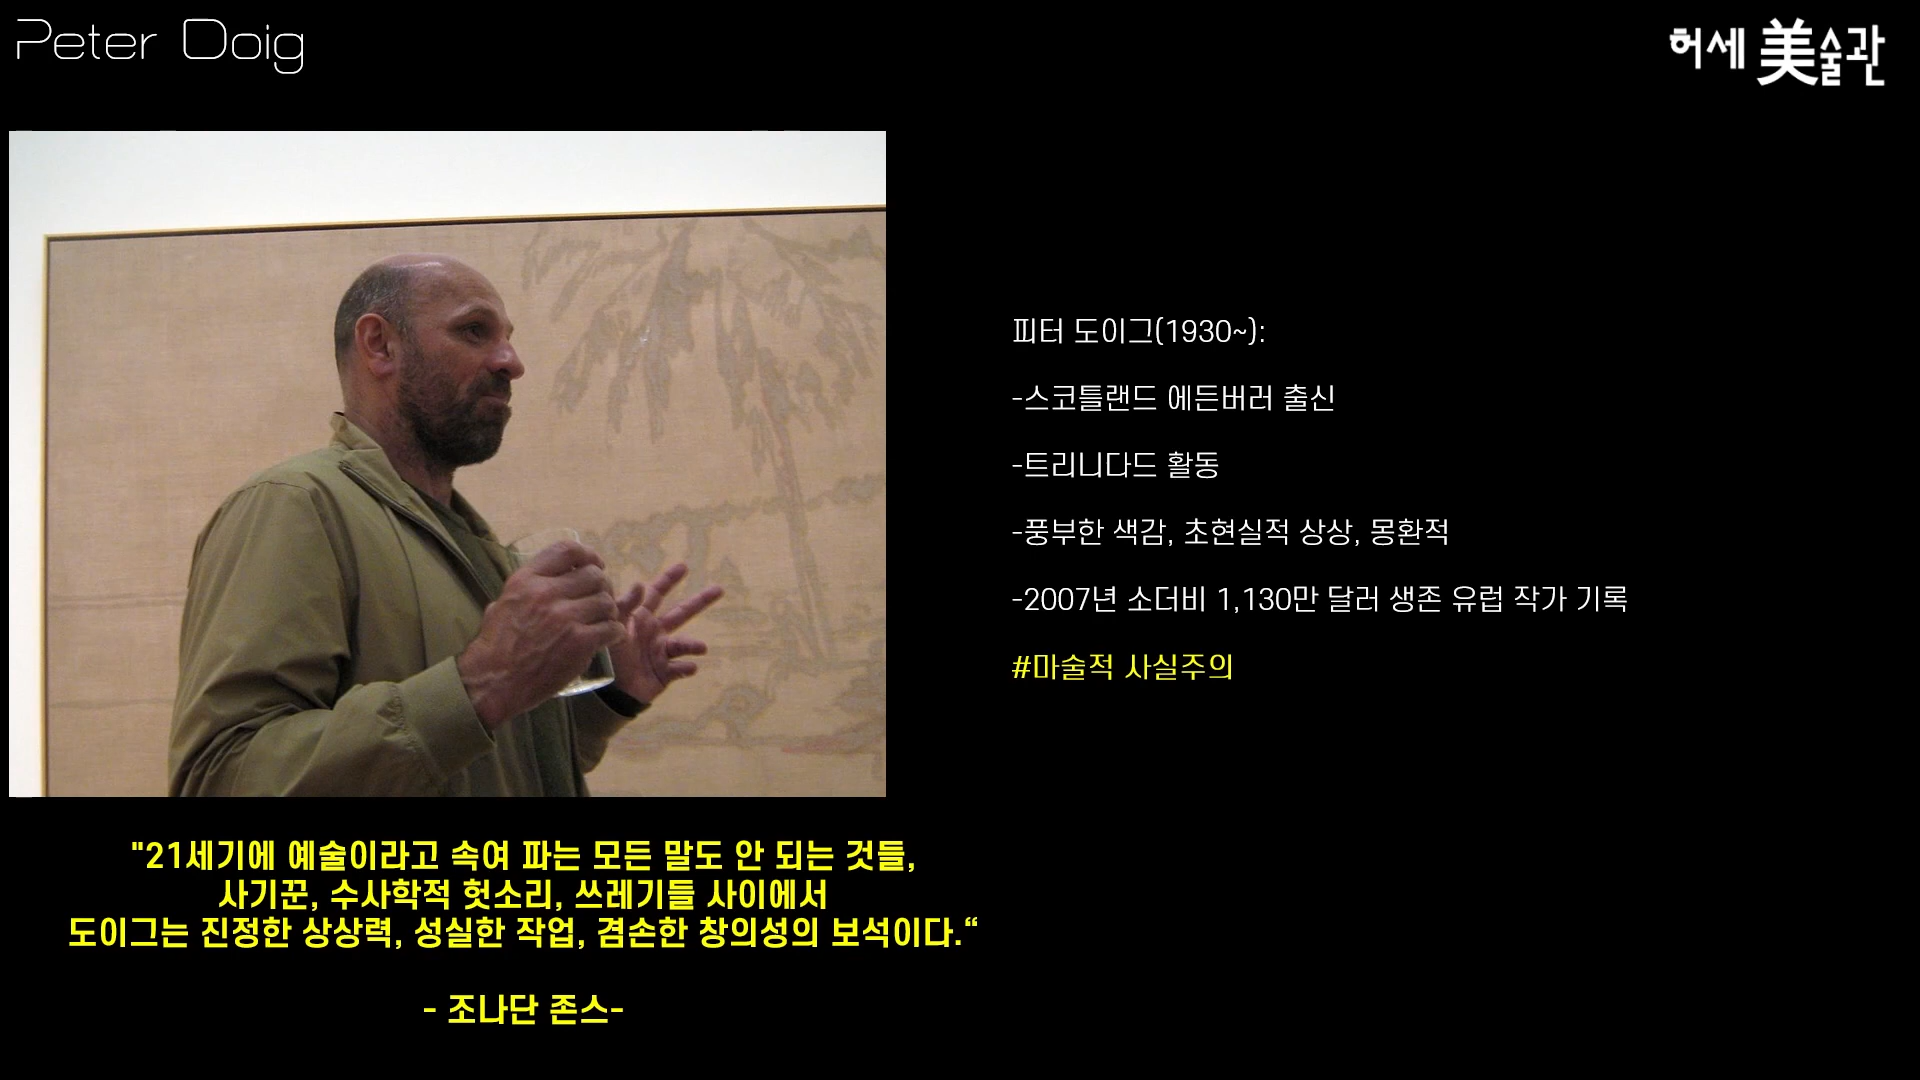 Peter Doig
허세 美술관
피터 도이그(1930~):
-스코틀랜드 에든버러 출신
-트리니다드 활동
-풍부한 색감, 초현실적 상상, 몽환적
-2007년 소더비 1,130만 달러 생존 유럽 작가 기록
#마술적 사실주의
"21세기에 예술이라고 속여 파는 모든 말도 안 되는 것들,
사기꾼, 수사학적 헛소리, 쓰레기들 사이에서
도이그는 진정한 상상력, 성실한 작업, 겸손한 창의성의 보석이다.“
- 조나단 존스-